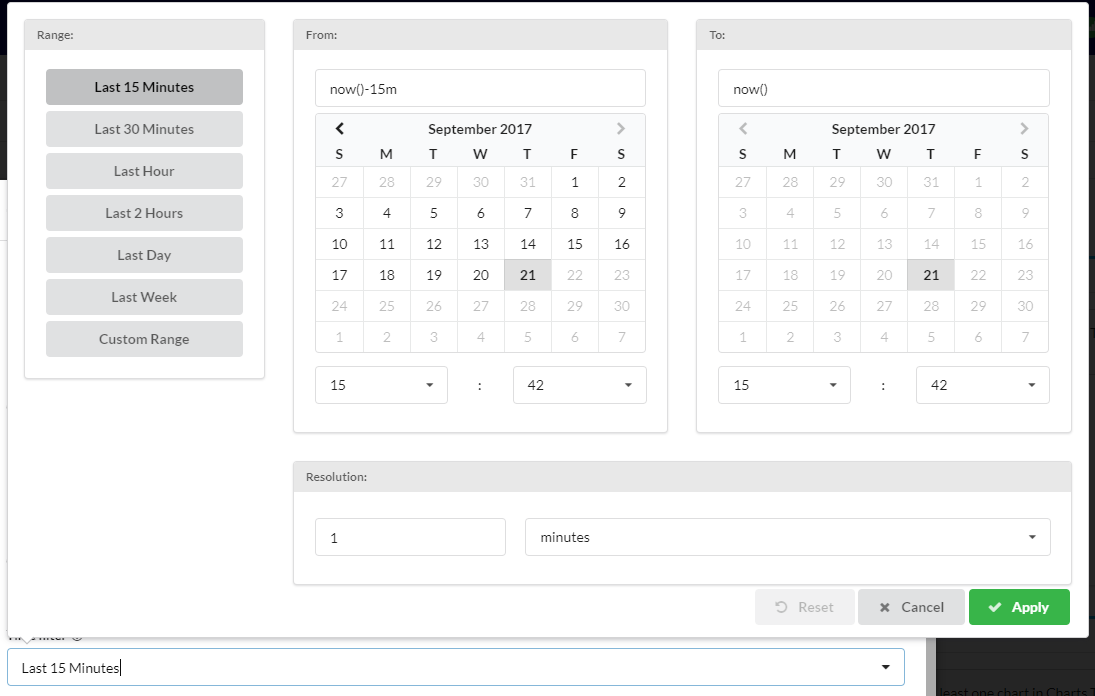 Range:
Last 15 Minutes
Last 30 Minutes
Last Hour
Last 2 Hours
Last Day
Last Week
Custom Range
From:
now()-15m
September 2017
S M T W T F S
27 28 29 30 31 1 2
3 4 5 6 7 8 9
10 11 12 13 14 15 16
17 18 19 20 21 22 23
24 25 26 27 28 29 30
1 2 3 4 5 6 7
15 : 42
To:
now()
September 2017
S M T W T F S
27 28 29 30 31 1 2
3 4 5 6 7 8 9
10 11 12 13 14 15 16
17 18 19 20 21 22 23
24 25 26 27 28 29 30
1 2 3 4 5 6 7
15 : 42
Resolution:
1 minutes
Reset Cancel Apply
Last 15 Minutes
least one chart in Charts